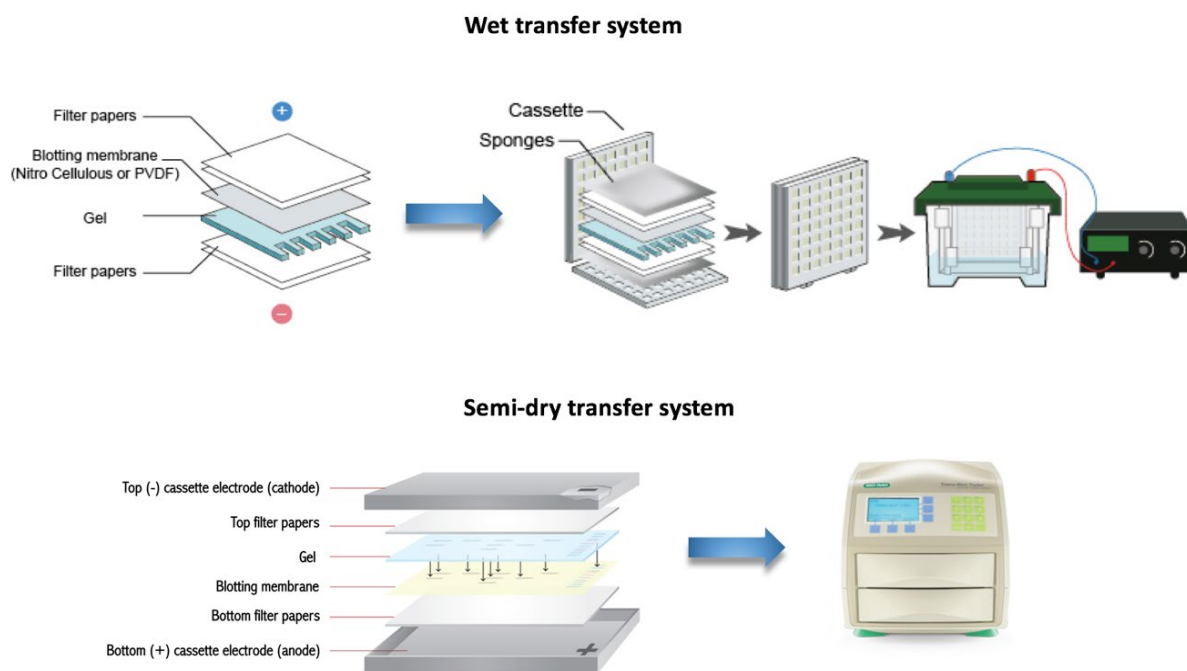 Wet transfer system
+
Filter papers
Blotting membrane
(Nitro Cellulous or PVDF)
Gel
Filter papers
−
Cassette
Sponges
Semi-dry transfer system
Top (-) cassette electrode (cathode)
Top filter papers
Gel
Blotting membrane
Bottom filter papers
Bottom (+) cassette electrode (anode)
−
+